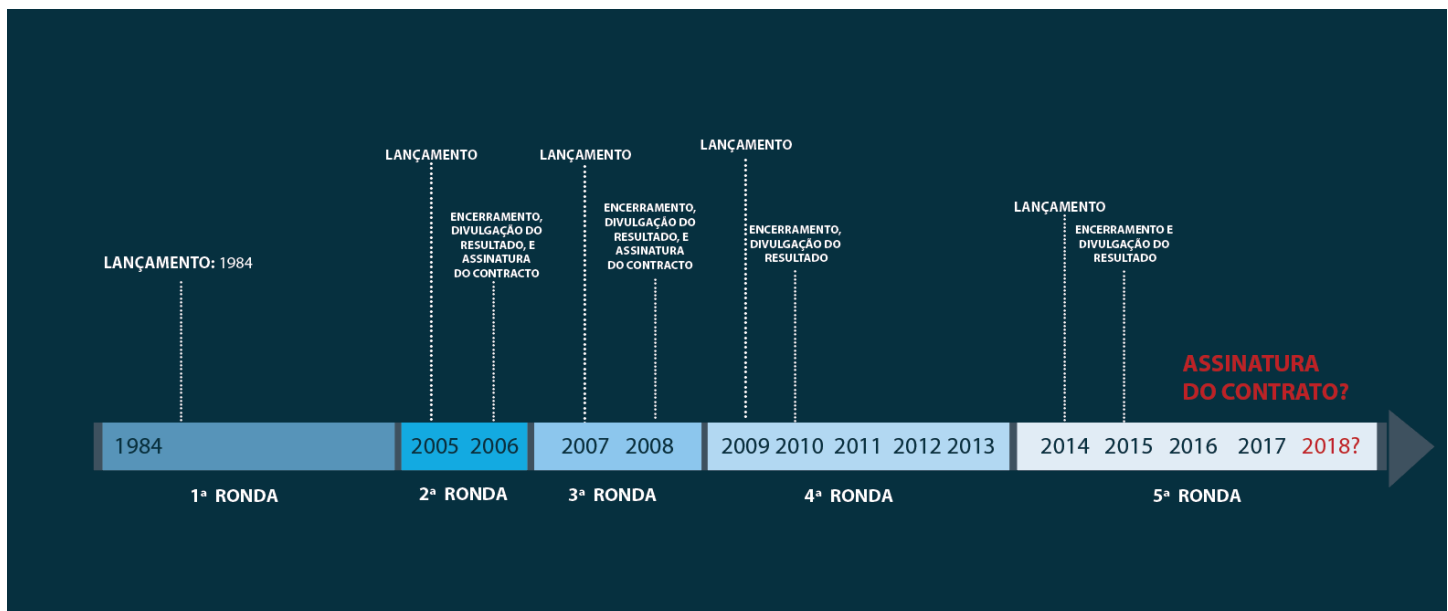 LANÇAMENTO: 1984
LANÇAMENTO
ENCERRAMENTO,
DIVULGAÇÃO DO
RESULTADO, E
ASSINATURA
DO CONTRACTO
LANÇAMENTO
ENCERRAMENTO,
DIVULGAÇÃO DO
RESULTADO, E
ASSINATURA
DO CONTRACTO
LANÇAMENTO
ENCERRAMENTO,
DIVULGAÇÃO DO
RESULTADO
LANÇAMENTO
ENCERRAMENTO E
DIVULGAÇÃO DO
RESULTADO
ASSINATURA
DO CONTRATO?
1984 2005 2006 2007 2008 2009 2010 2011 2012 2013 2014 2015 2016 2017 2018?
1ª RONDA 2ª RONDA 3ª RONDA 4ª RONDA 5ª RONDA